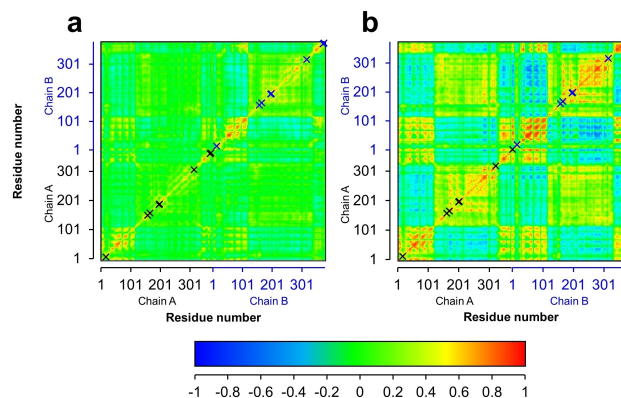 a
b
Residue number
Chain A
Chain B
1
101
201
301
1
101
201
301
1 101 201 301 1 101 201 301
Chain A Chain B
Residue number
Chain A
Chain B
1
101
201
301
1
101
201
301
1 101 201 301 1 101 201 301
Chain A Chain B
Residue number
-1 -0.8 -0.6 -0.4 -0.2 0 0.2 0.4 0.6 0.8 1